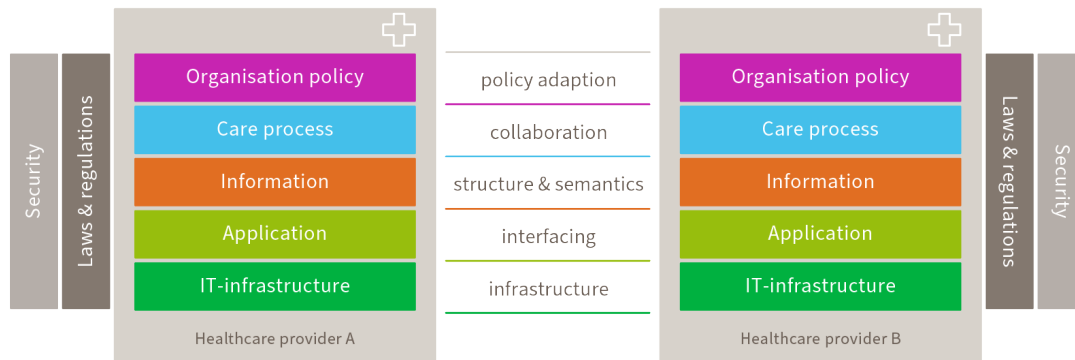 Security
Laws & regulations
Organisation policy
Care process
Information
Application
IT-infrastructure
Healthcare provider A
policy adaption
collaboration
structure & semantics
interfacing
infrastructure
Organisation policy
Care process
Information
Application
IT-infrastructure
Healthcare provider B
Laws & regulations
Security